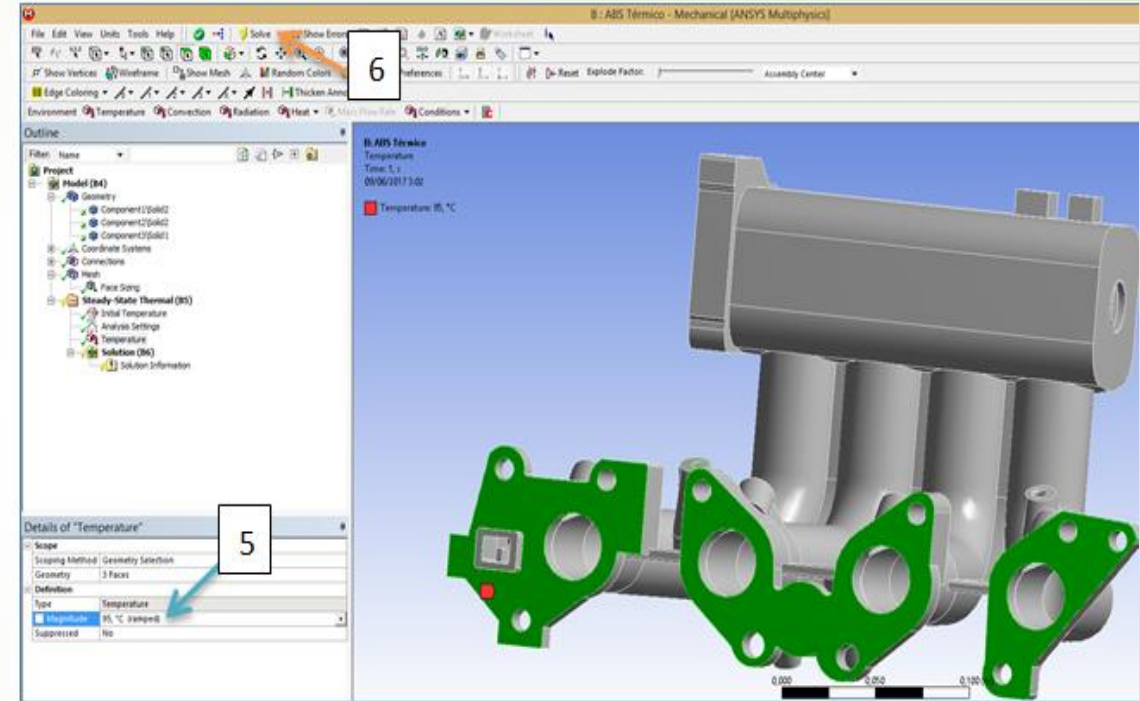 B : ABS Térmico - Mechanical [ANSYS Multiphysics]
File Edit View Units Tools Help Solve Show Errors Worksheet
Show Vertices Wireframe Show Mesh Random Colors Preferences Reset Explode Factor: Assembly Center
Edge Coloring Thicken
Environment Temperature Convection Radiation Heat Mass Flow Rate Conditions
6
Outline
Filter: Name
Project
Model (B4)
Geometry
Component1\Solid2
Component2\Solid2
Component3\Solid1
Coordinate Systems
Connections
Mesh
Face Sizing
Steady-State Thermal (B5)
Initial Temperature
Analysis Settings
Temperature
Solution (B6)
Solution Information
B: ABS Térmico
Temperature
Time: 1, s
09/06/2017 3:02
Temperature: 95, °C
Details of "Temperature"
5
Scope
Scoping Method Geometry Selection
Geometry 3 Faces
Definition
Type Temperature
Magnitude 95, °C (ramped)
Suppressed No
0,000 0,050 0,100